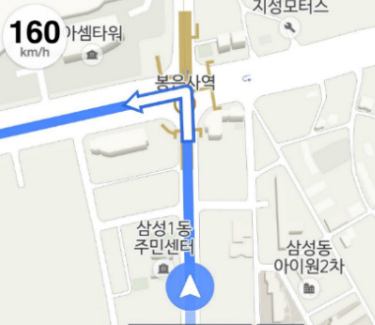 160
km/h
아셈타워
지성모터스
봉은사역
삼성1동
주민센터
삼성동
아이원2차